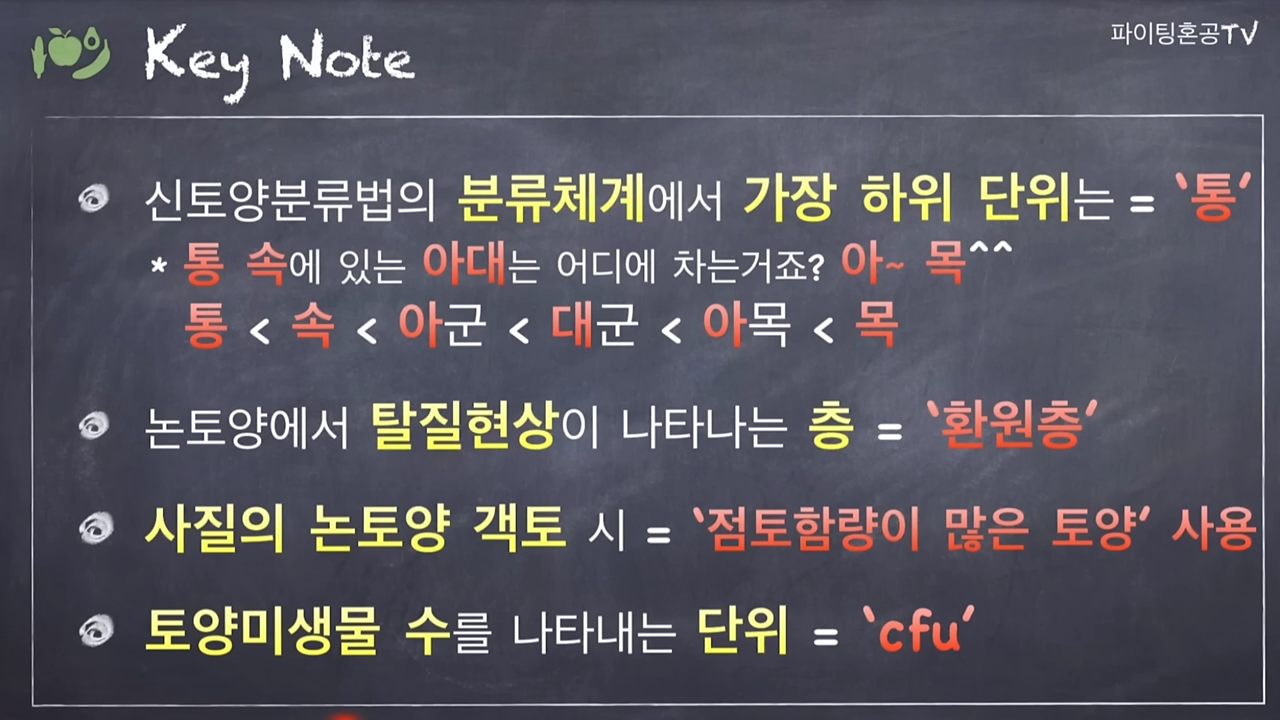 Key Note
파이팅혼공TV
신토양분류법의 분류체계에서 가장 하위 단위는 = '통'
* 통 속에 있는 아대는 어디에 차는거죠? 아~ 목^^
통 < 속 < 아군 < 대군 < 아목 < 목
논토양에서 탈질현상이 나타나는 층 = '환원층'
사질의 논토양 객토 시 = '점토함량이 많은 토양' 사용
토양미생물 수를 나타내는 단위 = 'cfu'